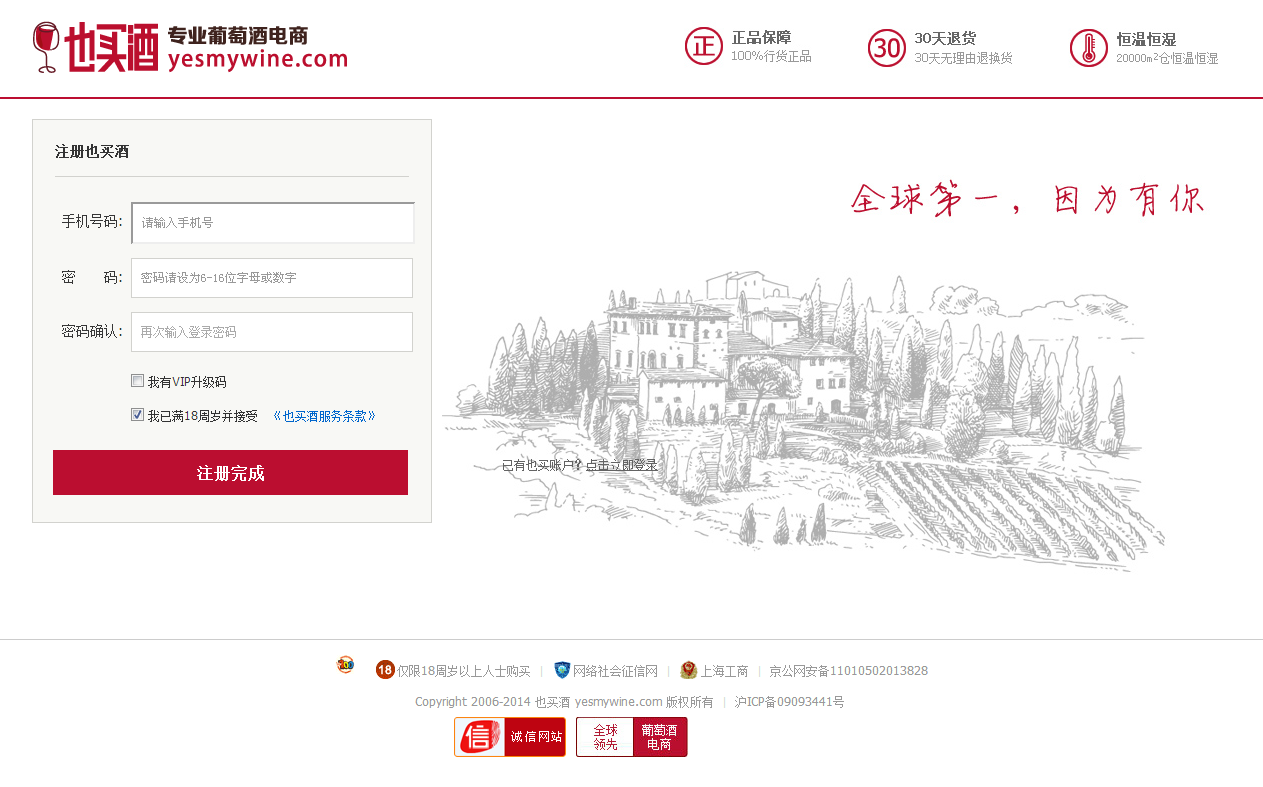 也买酒 专业葡萄酒电商
yesmywine.com
正 正品保障
100%行货正品
30 30天退货
30天无理由退换货
恒温恒湿
20000m²仓恒温恒湿
注册也买酒
手机号码: 请输入手机号
密 码: 密码请设为6-16位字母或数字
密码确认: 再次输入登录密码
我有VIP升级码
我已满18周岁并接受 《也买酒服务条款》
注册完成
全球第一，因为有你
已有也买账户？点击立即登录
18 仅限18周岁以上人士购买 | 网络社会征信网 | 上海工商 | 京公网安备11010502013828
Copyright 2006-2014 也买酒 yesmywine.com 版权所有 | 沪ICP备09093441号
信 诚信网站
全球 葡萄酒
领先 电商